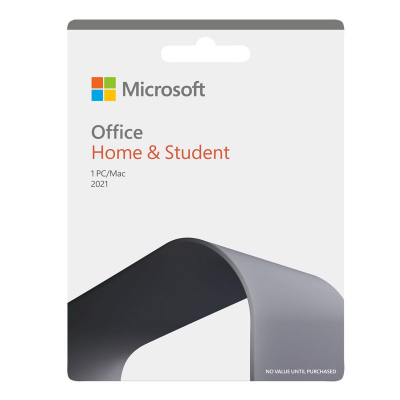 Microsoft
Office
Home & Student
1 PC/Mac
2021
NO VALUE UNTIL PURCHASED